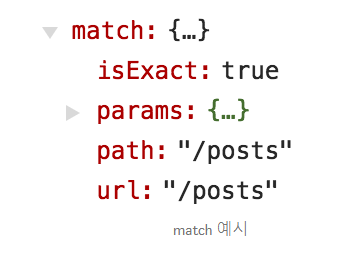 match: {…}
isExact: true
params: {…}
path: "/posts"
url: "/posts"
match 예시